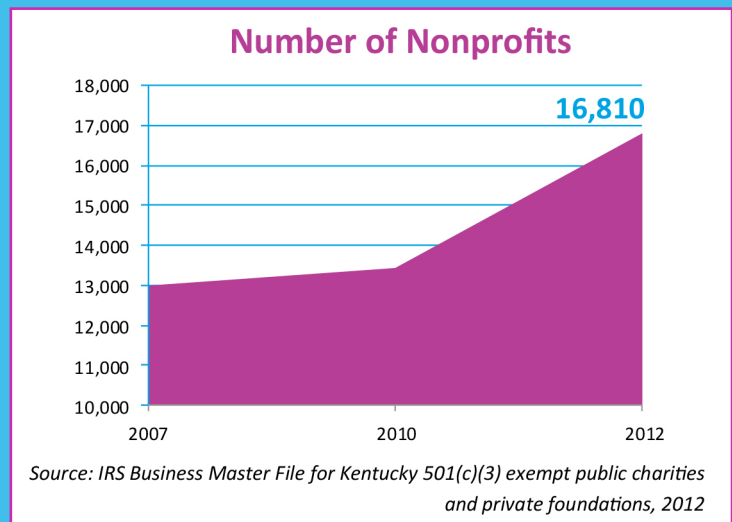 Number of Nonprofits
18,000
16,810
17,000
16,000
15,000
14,000
13,000
12,000
11,000
10,000
2007 2010 2012
Source: IRS Business Master File for Kentucky 501(c)(3) exempt public charities
and private foundations, 2012